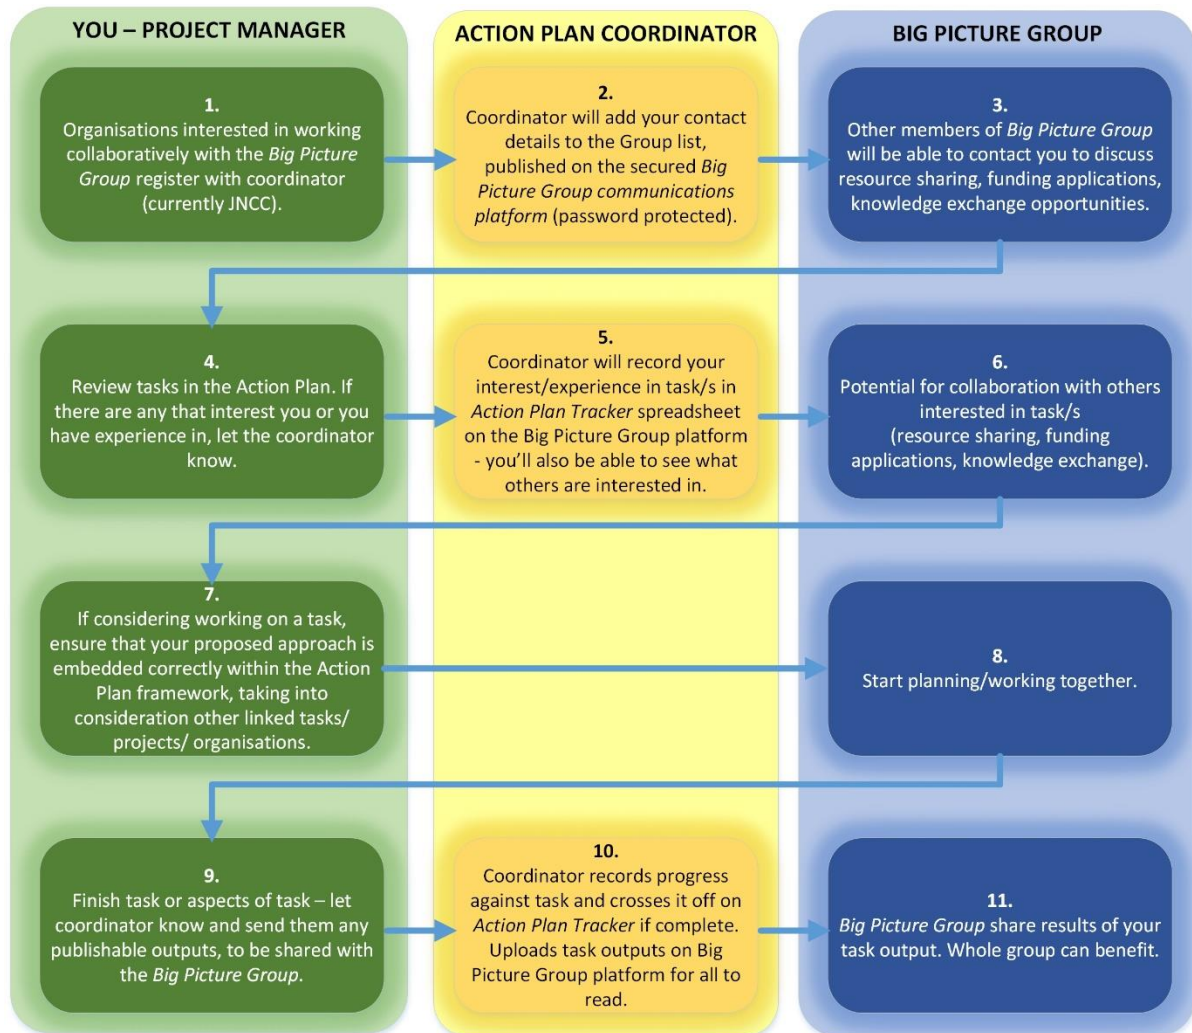 YOU – PROJECT MANAGER
ACTION PLAN COORDINATOR
BIG PICTURE GROUP
1.
Organisations interested in working
collaboratively with the Big Picture
Group register with coordinator
(currently JNCC).
2.
Coordinator will add your contact
details to the Group list,
published on the secured Big
Picture Group communications
platform (password protected).
3.
Other members of Big Picture Group
will be able to contact you to discuss
resource sharing, funding applications,
knowledge exchange opportunities.
4.
Review tasks in the Action Plan. If
there are any that interest you or you
have experience in, let the coordinator
know.
5.
Coordinator will record your
interest/experience in task/s in
Action Plan Tracker spreadsheet
on the Big Picture Group platform
- you’ll also be able to see what
others are interested in.
6.
Potential for collaboration with others
interested in task/s
(resource sharing, funding
applications, knowledge exchange).
7.
If considering working on a task,
ensure that your proposed approach is
embedded correctly within the Action
Plan framework, taking into
consideration other linked tasks/
projects/ organisations.
8.
Start planning/working together.
9.
Finish task or aspects of task – let
coordinator know and send them any
publishable outputs, to be shared with
the Big Picture Group.
10.
Coordinator records progress
against task and crosses it off on
Action Plan Tracker if complete.
Uploads task outputs on Big
Picture Group platform for all to
read.
11.
Big Picture Group share results of your
task output. Whole group can benefit.